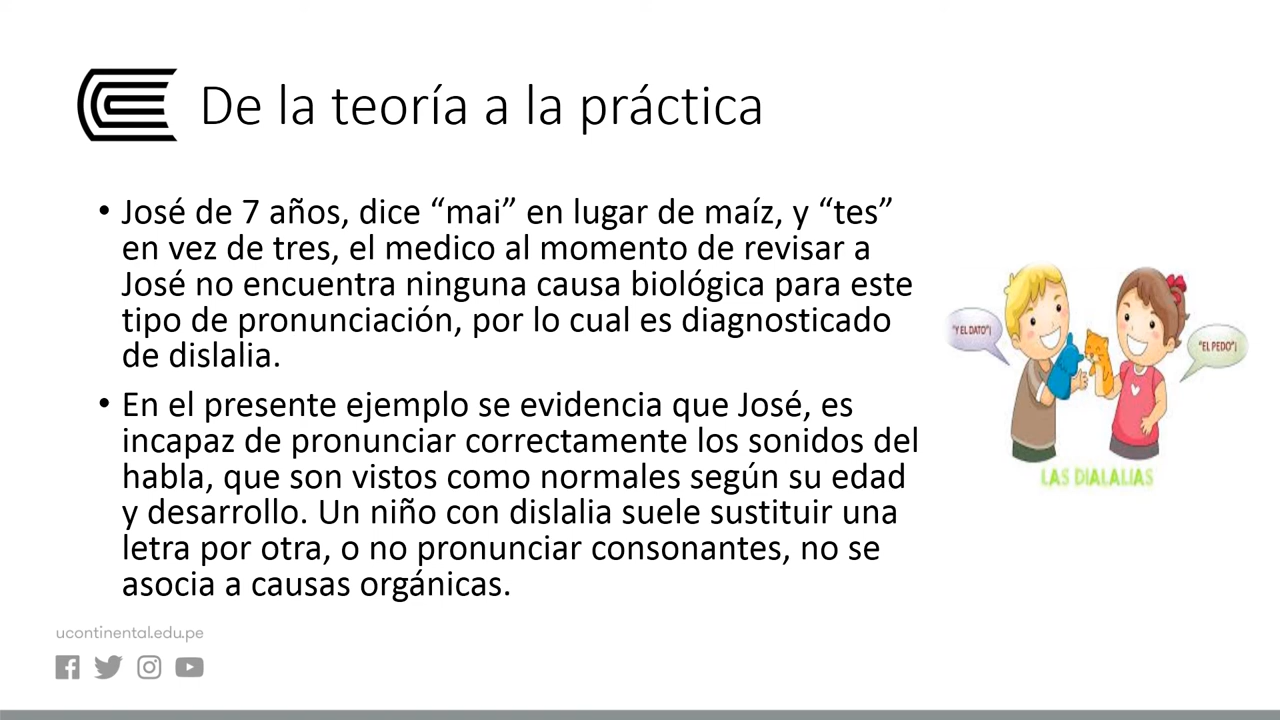 De la teoría a la práctica
• José de 7 años, dice “mai” en lugar de maíz, y “tes”
en vez de tres, el medico al momento de revisar a
José no encuentra ninguna causa biológica para este
tipo de pronunciación, por lo cual es diagnosticado
de dislalia.
• En el presente ejemplo se evidencia que José, es
incapaz de pronunciar correctamente los sonidos del
habla, que son vistos como normales según su edad
y desarrollo. Un niño con dislalia suele sustituir una
letra por otra, o no pronunciar consonantes, no se
asocia a causas orgánicas.
"Y EL DATO"¡
"EL PEDO"¡
LAS DIALALIAS
ucontinental.edu.pe